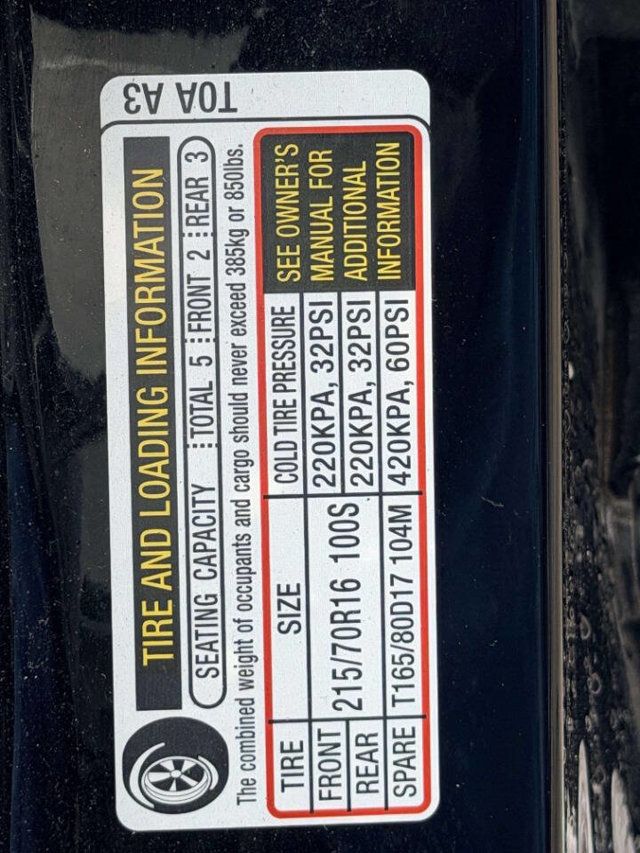 TIRE AND LOADING INFORMATION
SEATING CAPACITY TOTAL 5 FRONT 2 REAR 3
The combined weight of occupants and cargo should never exceed 385kg or 850lbs.
TIRE SIZE COLD TIRE PRESSURE
FRONT 215/70R16 100S 220KPA, 32PSI
REAR 220KPA, 32PSI
SPARE T165/80D17 104M 420KPA, 60PSI
SEE OWNER'S
MANUAL FOR
ADDITIONAL
INFORMATION
T0A A3